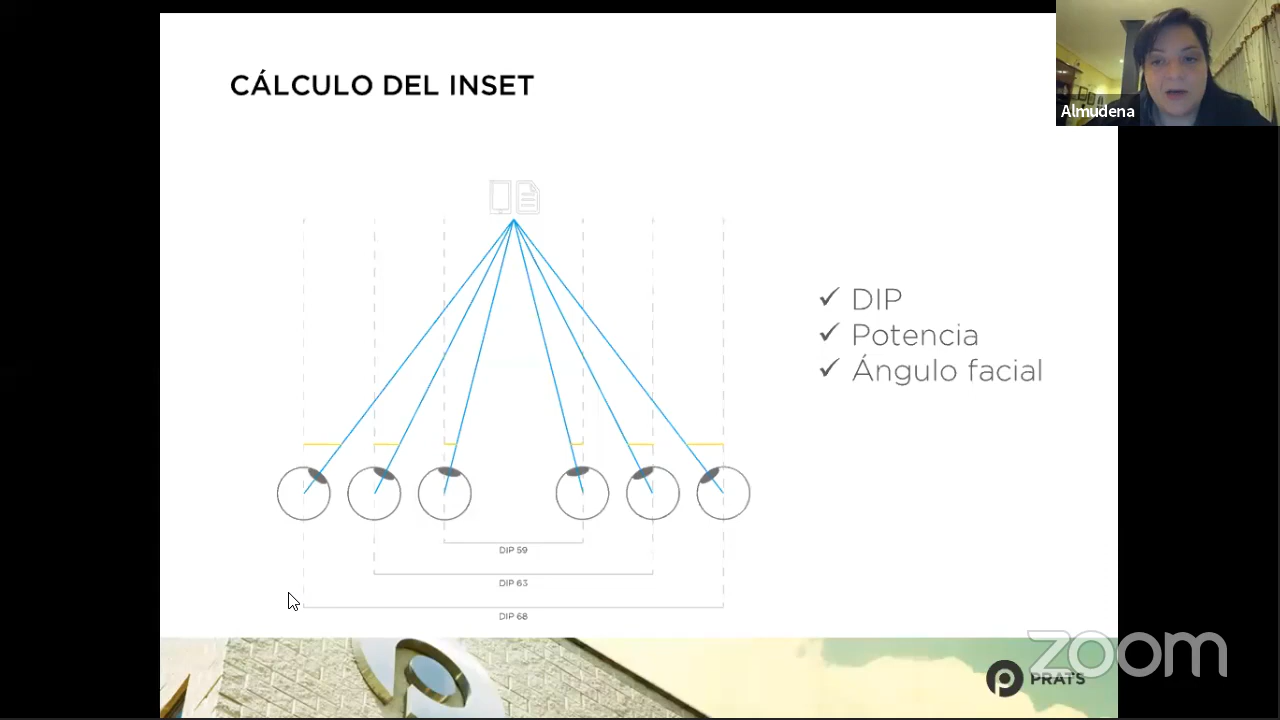 CÁLCULO DEL INSET
Almudena
✓ DIP
✓ Potencia
✓ Ángulo facial
DIP 59
DIP 63
DIP 68
zoom
PRATS